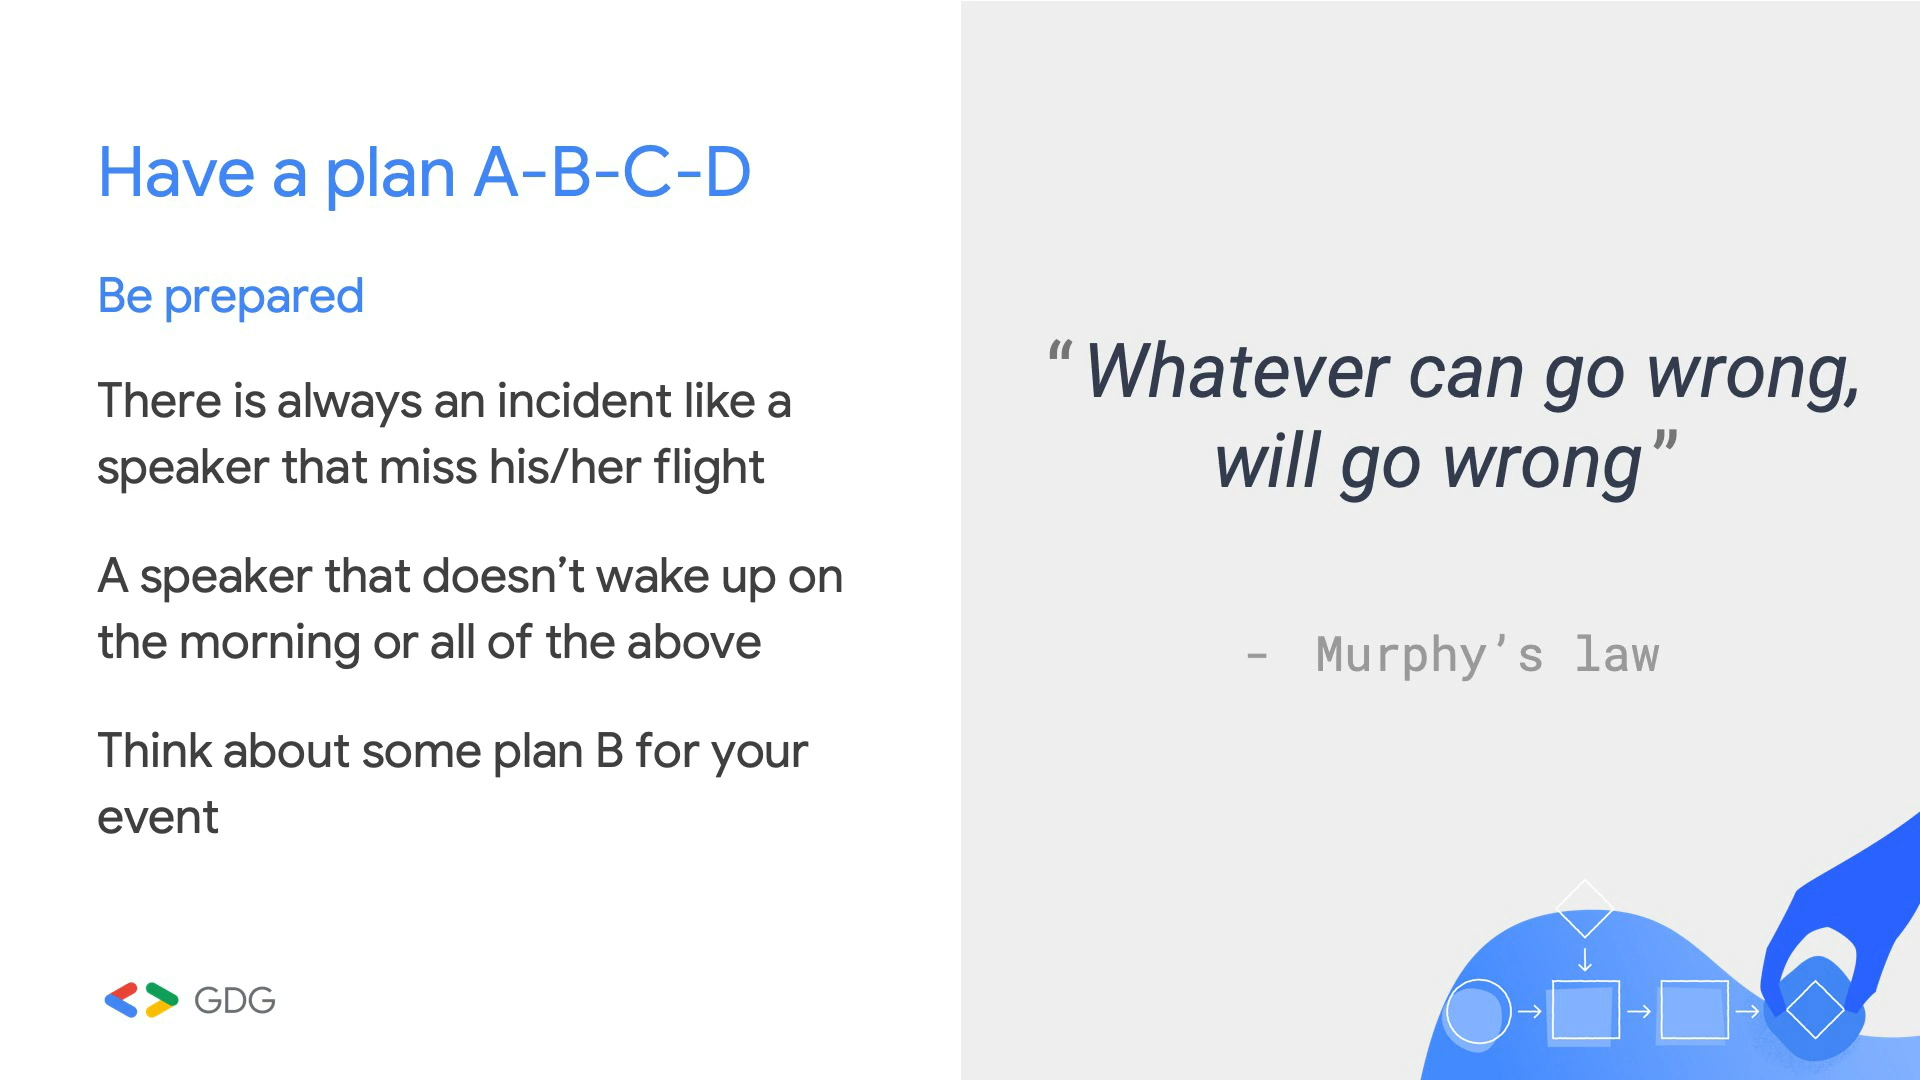 Have a plan A-B-C-D
Be prepared
There is always an incident like a
speaker that miss his/her flight
A speaker that doesn’t wake up on
the morning or all of the above
Think about some plan B for your
event
GDG
“Whatever can go wrong,
will go wrong”
- Murphy’s law